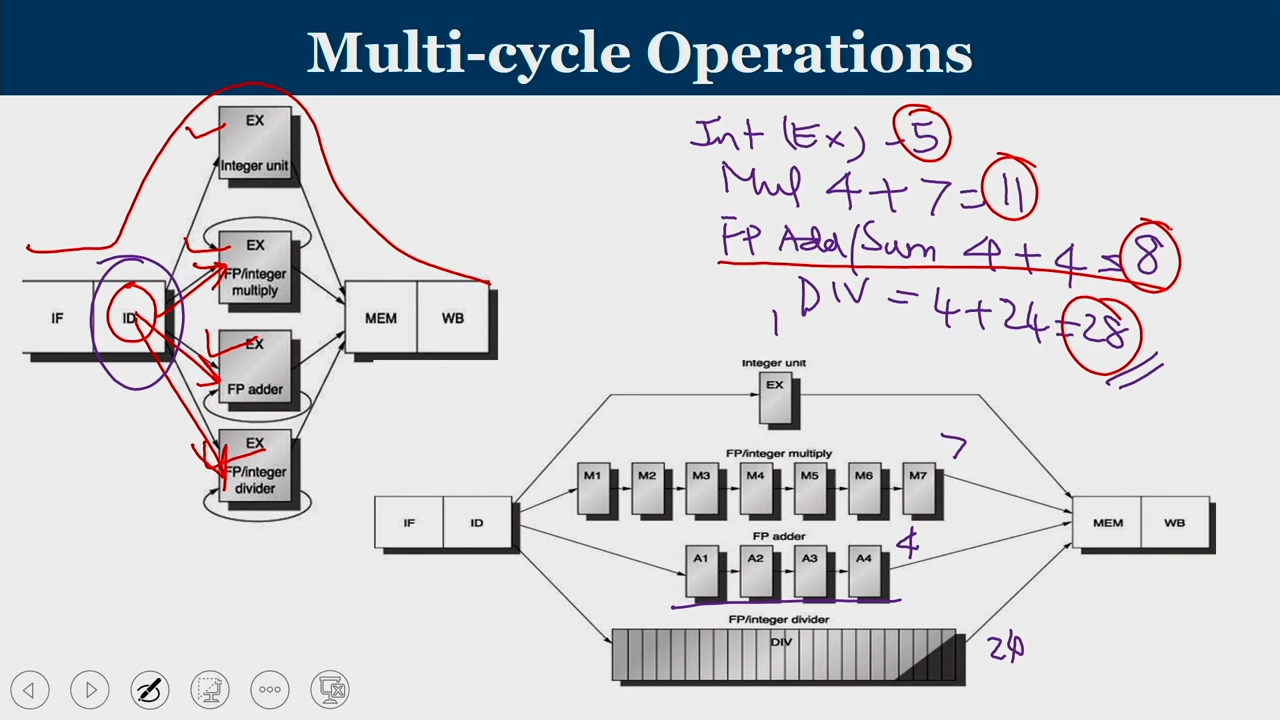 Multi-cycle Operations
EX
Integer unit
EX
FP/integer
multiply
IF
ID
EX
FP adder
EX
FP/integer
divider
MEM
WB
Int (Ex) - 5
Mul 4 + 7 = 11
FP Add/Sum 4 + 4 = 8
DIV = 4 + 24 = 28
1
Integer unit
EX
FP/integer multiply
7
M1 M2 M3 M4 M5 M6 M7
IF
ID
FP adder
4
A1 A2 A3 A4
MEM
WB
FP/integer divider
DIV
24